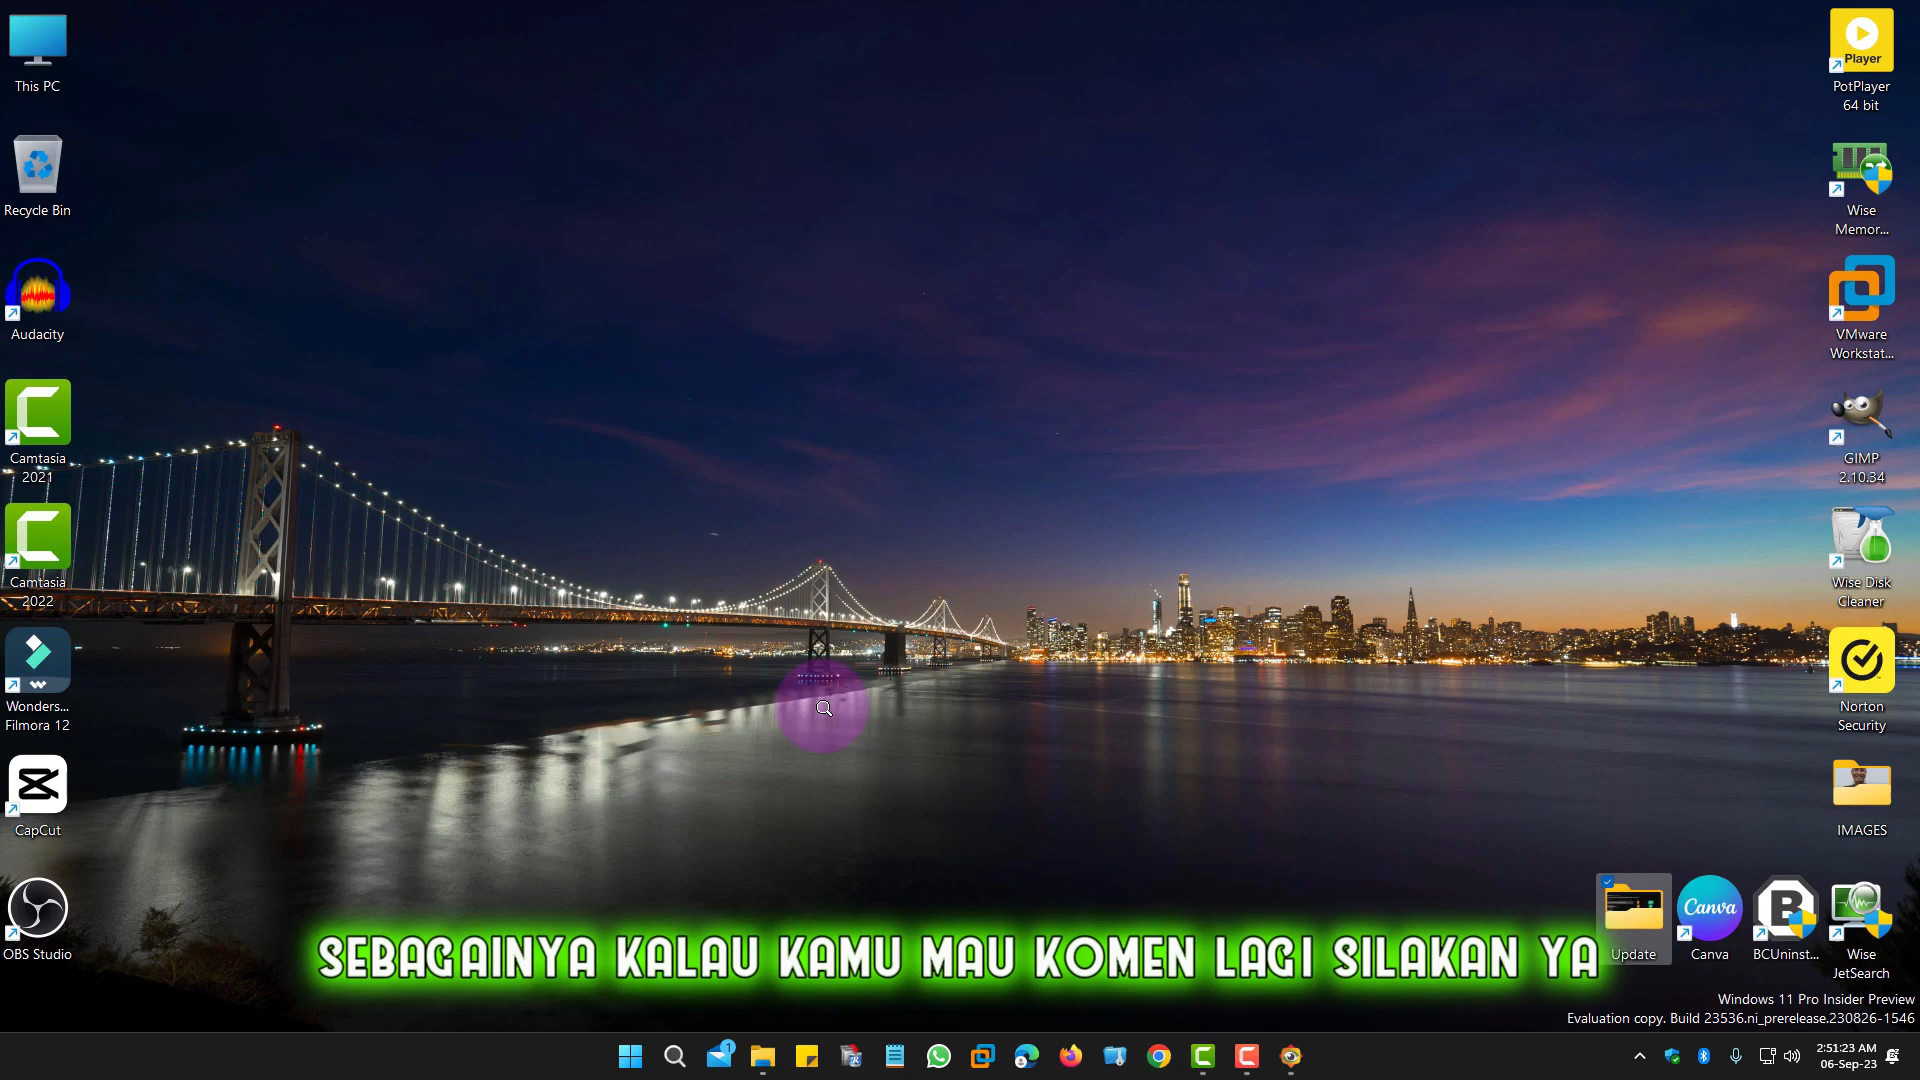 This PC
Recycle Bin
Audacity
Camtasia
2021
Camtasia
2022
Wonders...
Filmora 12
CapCut
OBS Studio
Player
PotPlayer
64 bit
Wise
Memor...
VMware
Workstat...
GIMP
2.10.34
Wise Disk
Cleaner
Norton
Security
IMAGES
Update
Canva
Canva
BCUninst...
Wise
JetSearch
SEBAGAINYA KALAU KAMU MAU KOMEN LAGI SILAKAN YA
Windows 11 Pro Insider Preview
Evaluation copy. Build 23536.ni_prerelease.230826-1546
1
2:51:23 AM
06-Sep-23